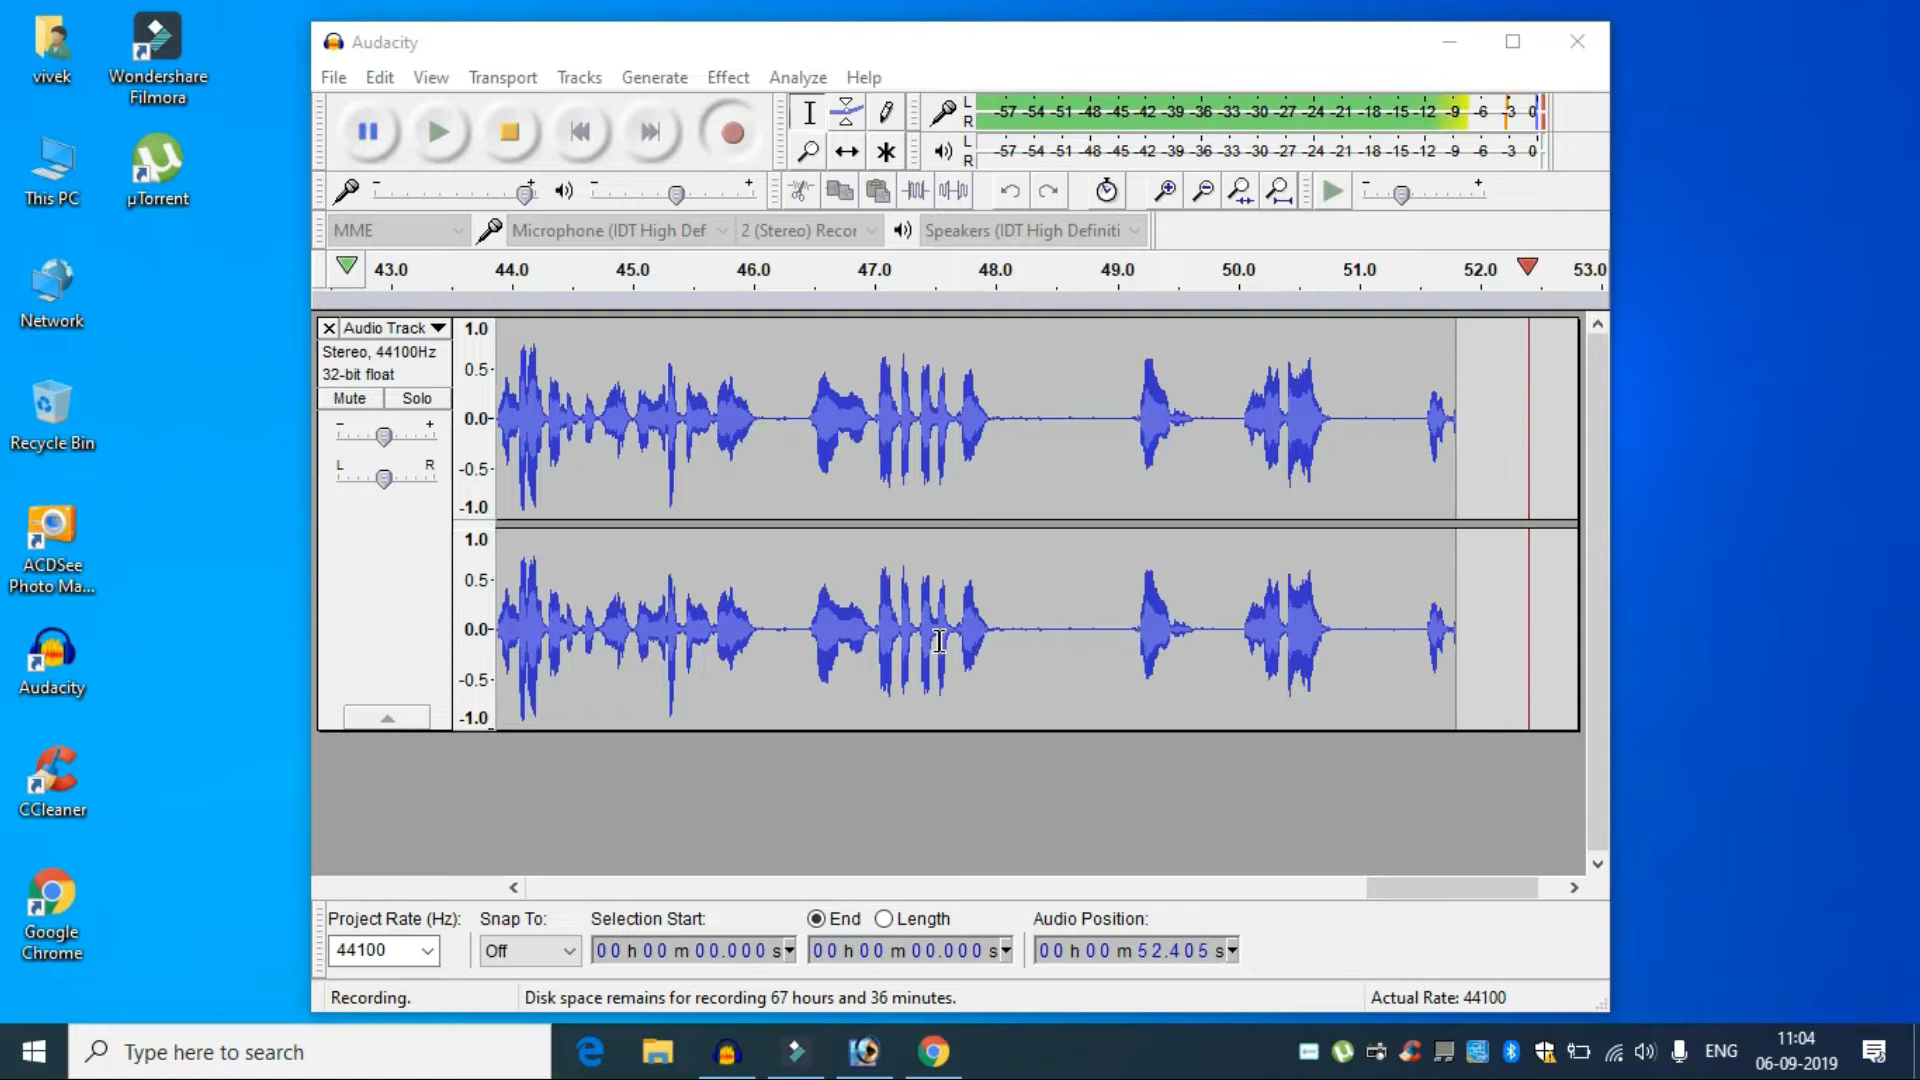 vivek
Wondershare
Filmora
This PC
µTorrent
Network
Recycle Bin
ACDSee
Photo Ma...
Audacity
CCleaner
Google
Chrome
Audacity
File Edit View Transport Tracks Generate Effect Analyze Help
L
R
-57 -54 -51 -48 -45 -42 -39 -36 -33 -30 -27 -24 -21 -18 -15 -12 -9 -6 -3 0
L
R
-57 -54 -51 -48 -45 -42 -39 -36 -33 -30 -27 -24 -21 -18 -15 -12 -9 -6 -3 0
- + - + - +
MME Microphone (IDT High Def 2 (Stereo) Recor Speakers (IDT High Definiti
43.0 44.0 45.0 46.0 47.0 48.0 49.0 50.0 51.0 52.0 53.0
Audio Track
Stereo, 44100Hz
32-bit float
Mute Solo
- +
L R
1.0
0.5
0.0
-0.5
-1.0
1.0
0.5
0.0
-0.5
-1.0
Project Rate (Hz): Snap To: Selection Start: End Length Audio Position:
44100 Off 00 h 00 m 00.000 s 00 h 00 m 00.000 s 00 h 00 m 52.405 s
Recording. Disk space remains for recording 67 hours and 36 minutes. Actual Rate: 44100
Type here to search
ENG
11:04
06-09-2019